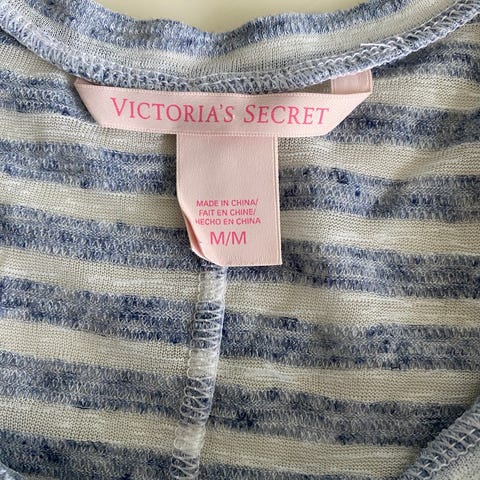 VICTORIA'S SECRET
MADE IN CHINA/
FAIT EN CHINE/
HECHO EN CHINA
M/M